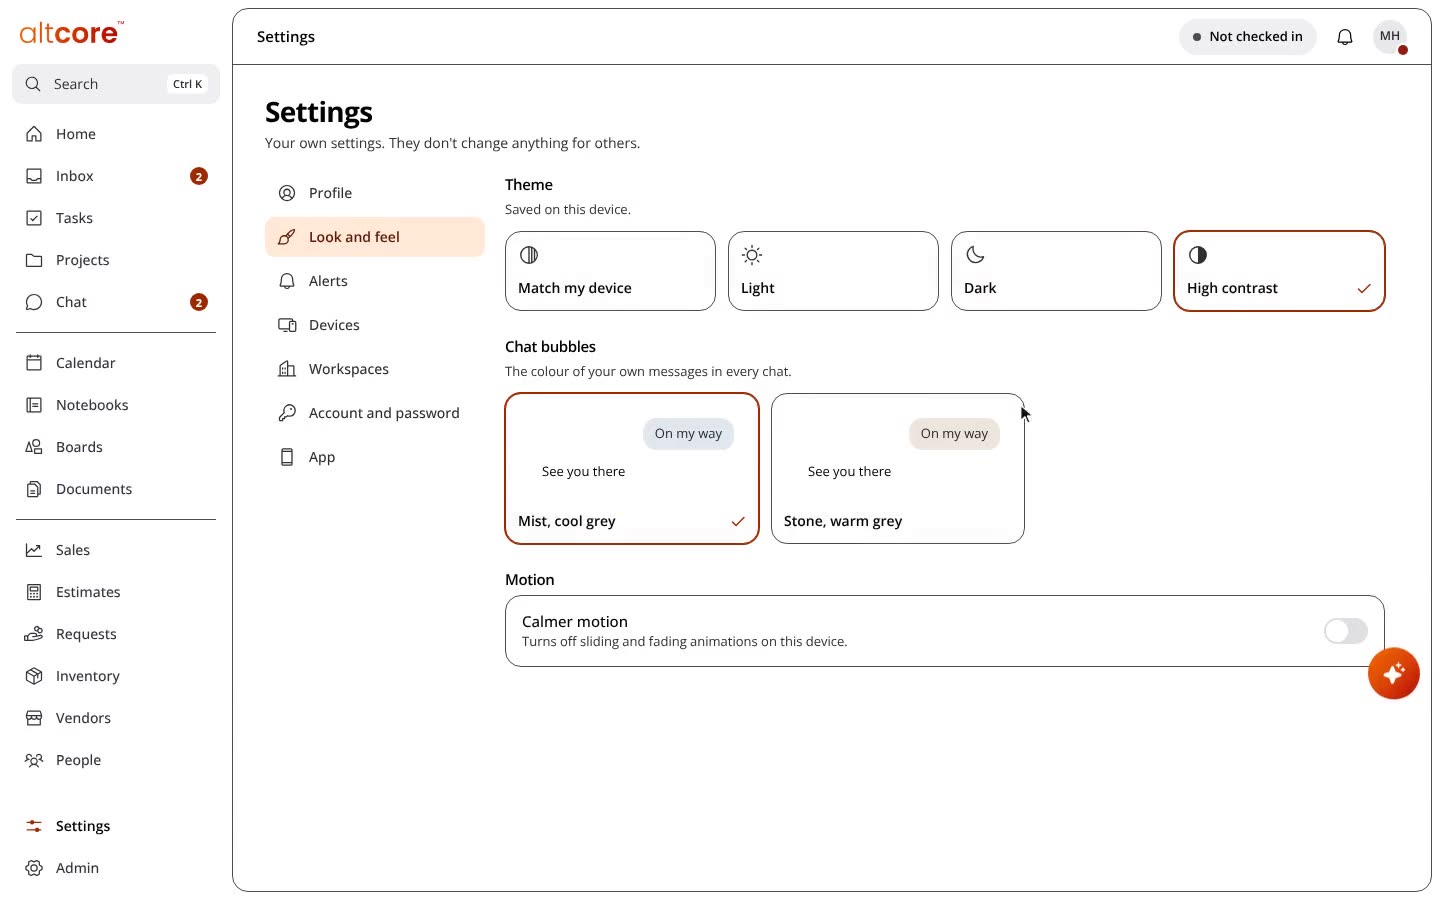 altcore™
Search
Ctrl K
Home
Inbox
2
Tasks
Projects
Chat
2
Calendar
Notebooks
Boards
Documents
Sales
Estimates
Requests
Inventory
Vendors
People
Settings
Admin
Settings
Not checked in
MH
Settings
Your own settings. They don't change anything for others.
Profile
Look and feel
Alerts
Devices
Workspaces
Account and password
App
Theme
Saved on this device.
Match my device
Light
Dark
High contrast
Chat bubbles
The colour of your own messages in every chat.
On my way
See you there
Mist, cool grey
On my way
See you there
Stone, warm grey
Motion
Calmer motion
Turns off sliding and fading animations on this device.